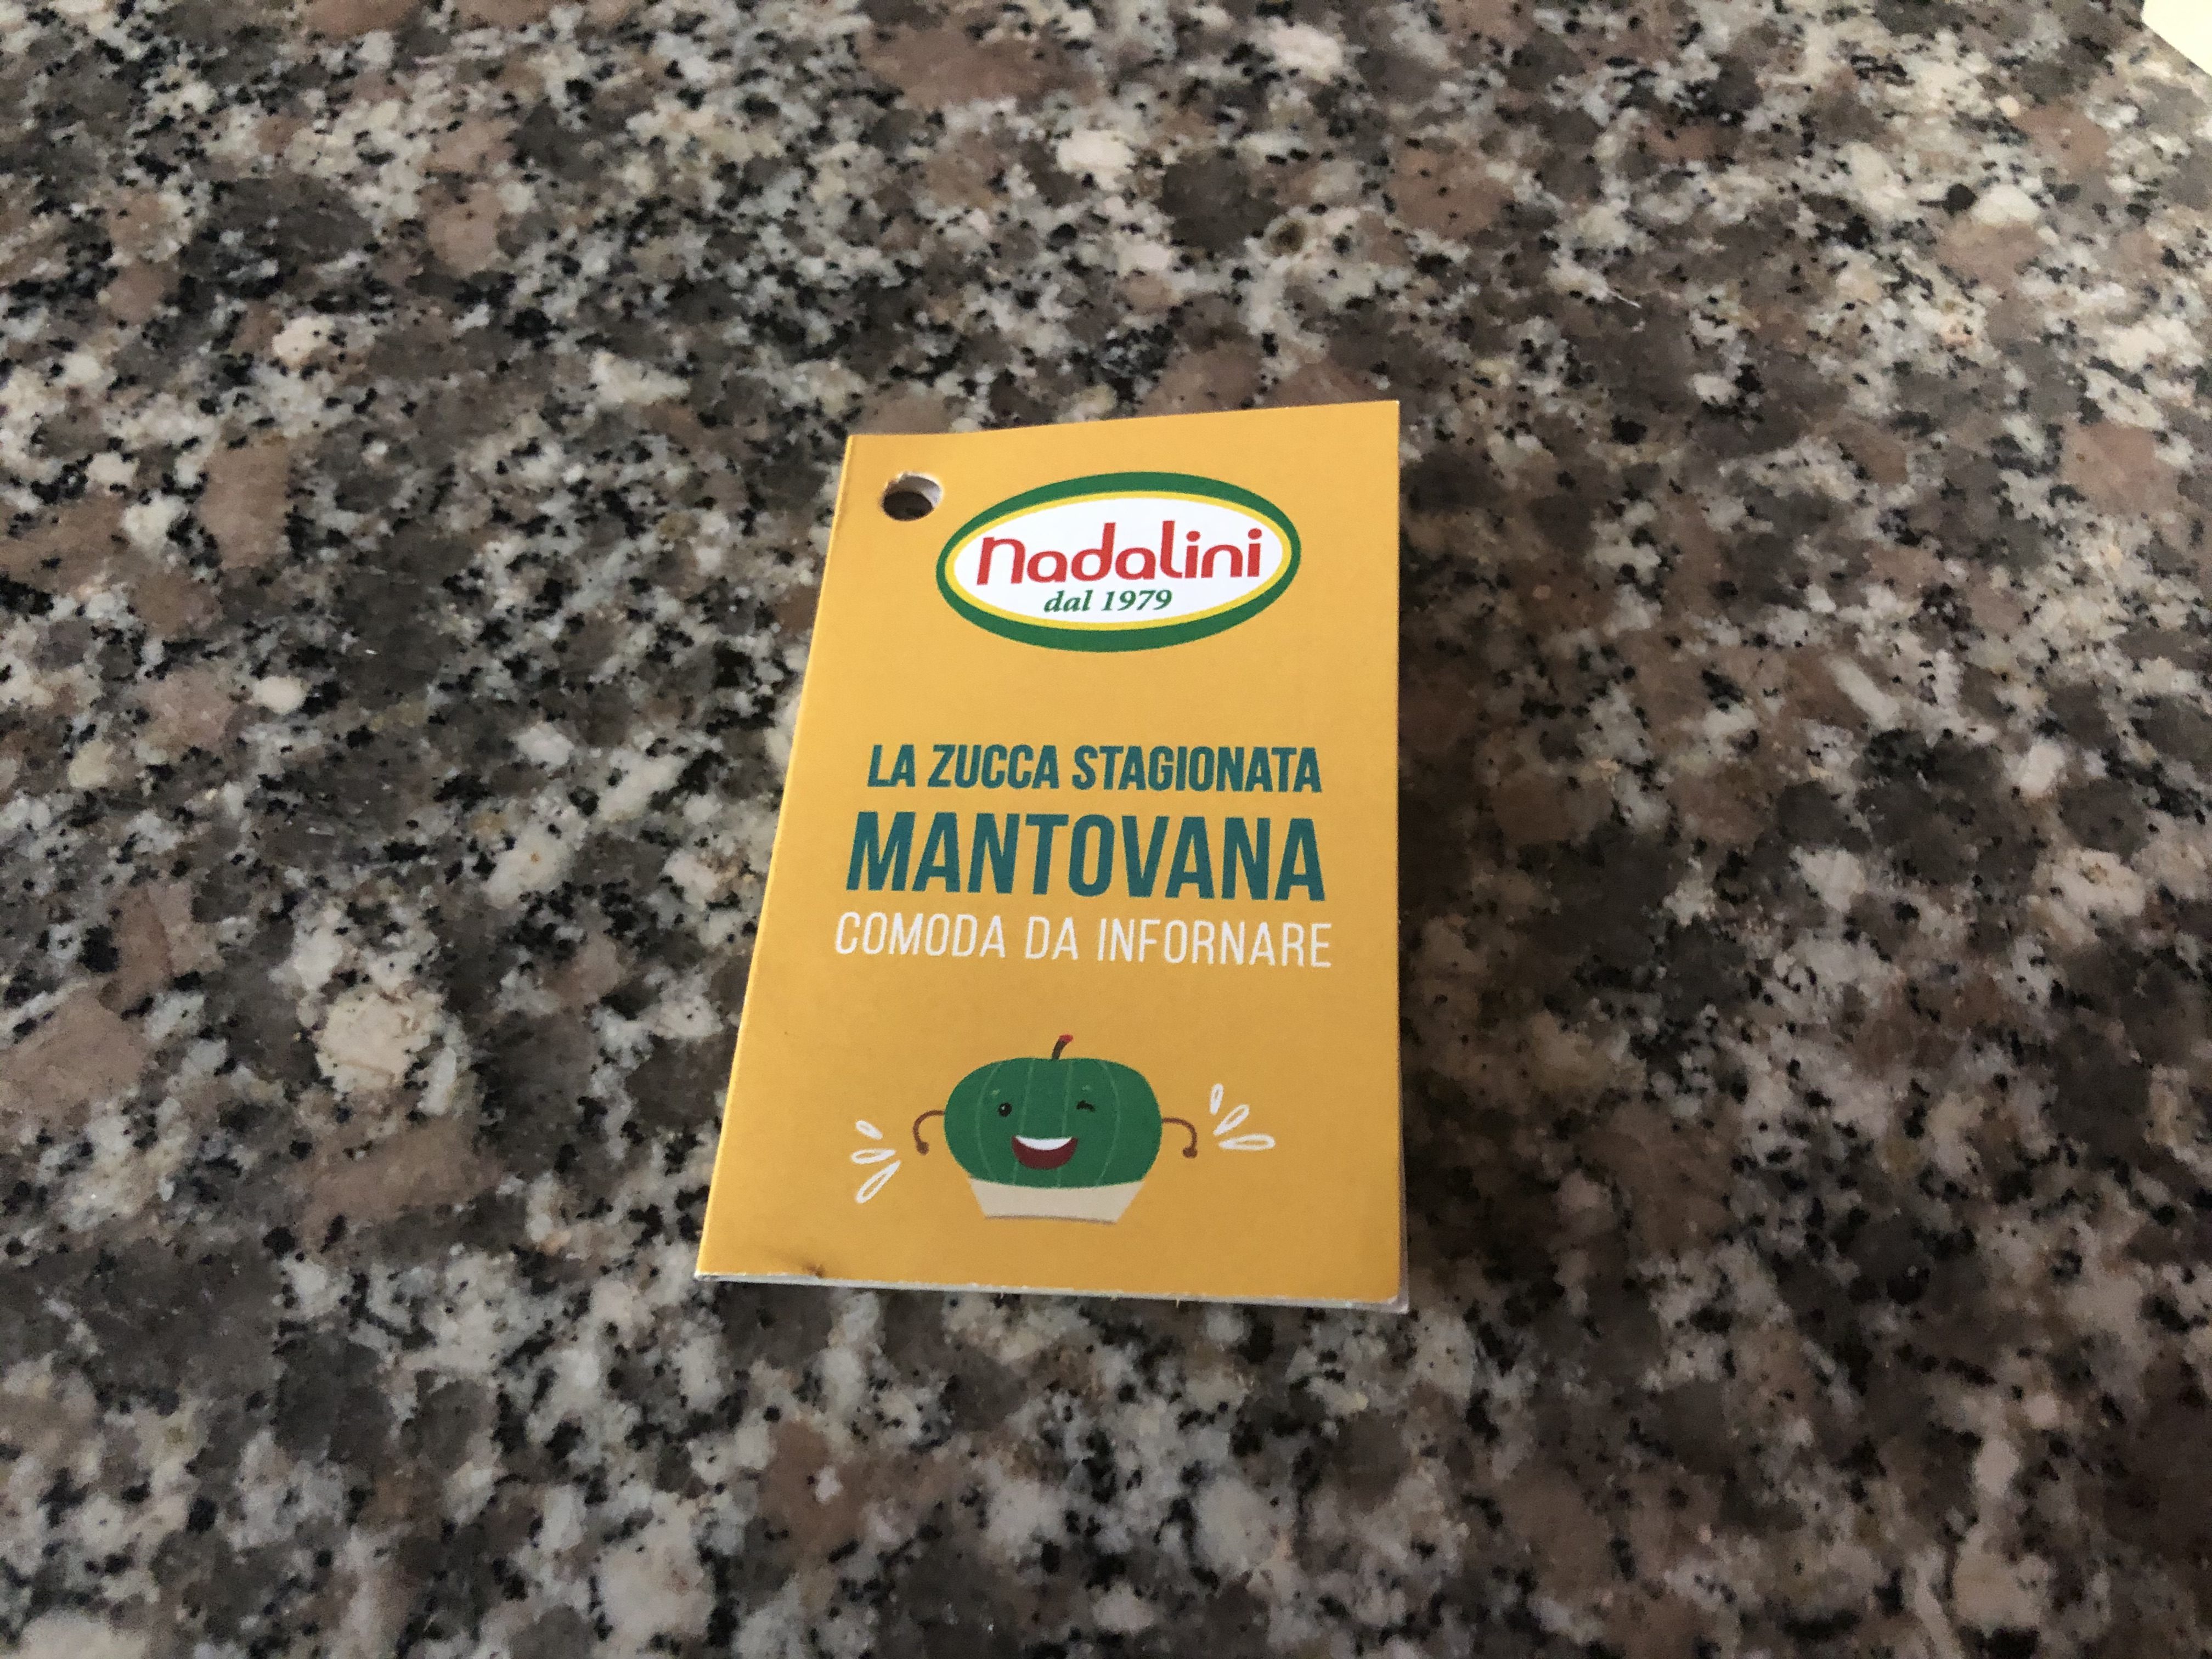 nadalini
dal 1979
LA ZUCCA STAGIONATA
MANTOVANA
COMODA DA INFORNARE